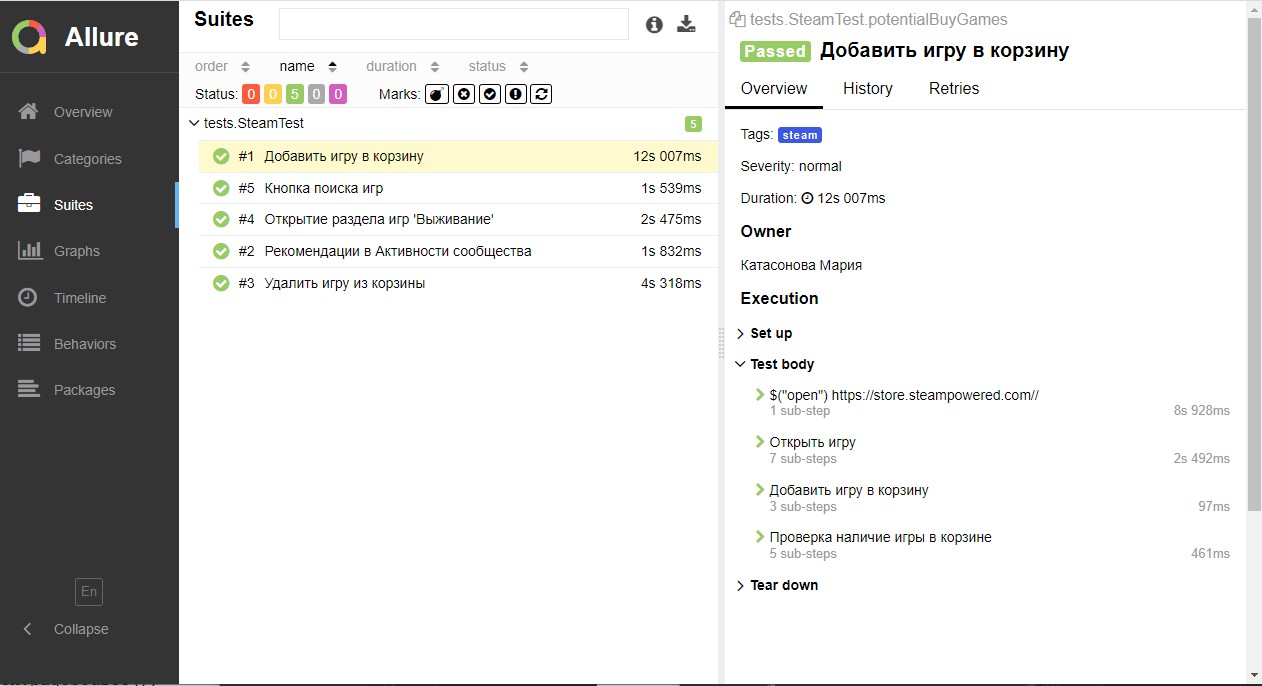 Allure
Overview
Categories
Suites
Graphs
Timeline
Behaviors
Packages
En
Collapse
Suites
order name duration status
Status: 0 0 5 0 0 Marks:
tests.SteamTest 5
#1 Добавить игру в корзину 12s 007ms
#5 Кнопка поиска игр 1s 539ms
#4 Открытие раздела игр 'Выживание' 2s 475ms
#2 Рекомендации в Активности сообщества 1s 832ms
#3 Удалить игру из корзины 4s 318ms
tests.SteamTest.potentialBuyGames
Passed Добавить игру в корзину
Overview History Retries
Tags: steam
Severity: normal
Duration: 12s 007ms
Owner
Катасонова Мария
Execution
Set up
Test body
$("open") https://store.steampowered.com//
1 sub-step 8s 928ms
Открыть игру
7 sub-steps 2s 492ms
Добавить игру в корзину
3 sub-steps 97ms
Проверка наличие игры в корзине
5 sub-steps 461ms
Tear down